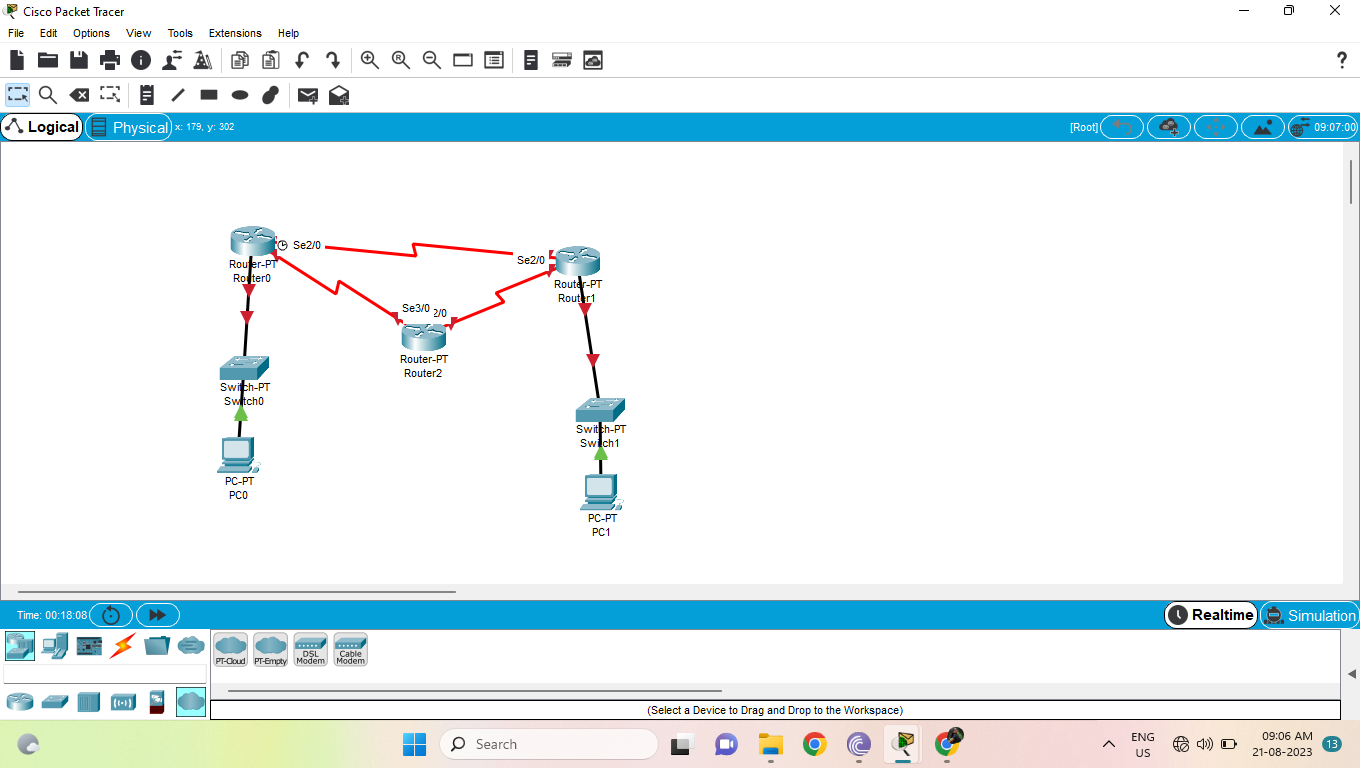 Cisco Packet Tracer
File Edit Options View Tools Extensions Help
Logical Physical x: 179, y: 302 [Root] 09:07:00
Se2/0
Router-PT
Router0
Se2/0
Router-PT
Router1
Se3/0 2/0
Router-PT
Router2
Switch-PT
Switch0
Switch-PT
Switch1
PC-PT
PC0
PC-PT
PC1
Time: 00:18:08 Realtime Simulation
PT-Cloud PT-Empty DSL Modem Cable Modem
(Select a Device to Drag and Drop to the Workspace)
Search
ENG
US
09:06 AM
21-08-2023
13